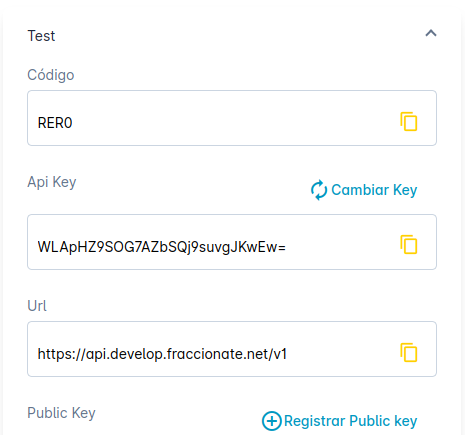 Test
Código
RER0
Api Key
Cambiar Key
WLApHZ9SOG7AZbSQj9suvgJKwEw=
Url
https://api.develop.fraccionate.net/v1
Public Key
Registrar Public key